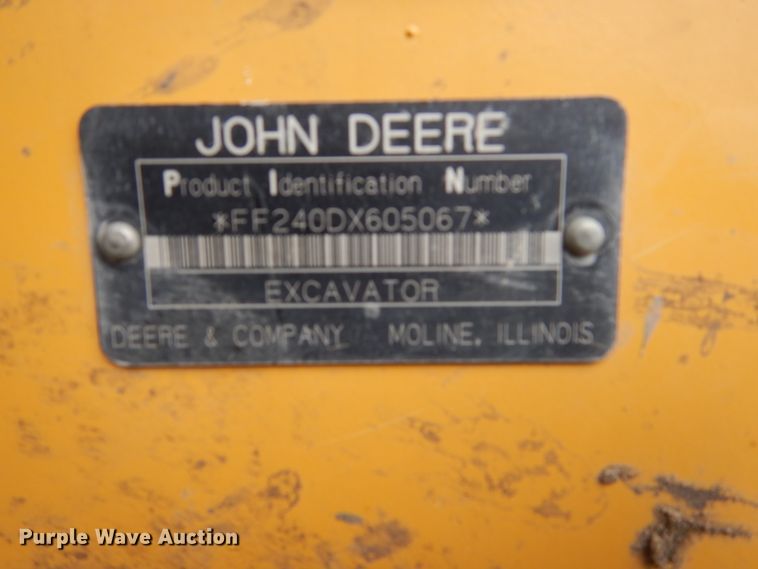 JOHN DEERE
Product Identification Number
*FF240DX605067*
EXCAVATOR
DEERE & COMPANY MOLINE, ILLINOIS
Purple Wave Auction